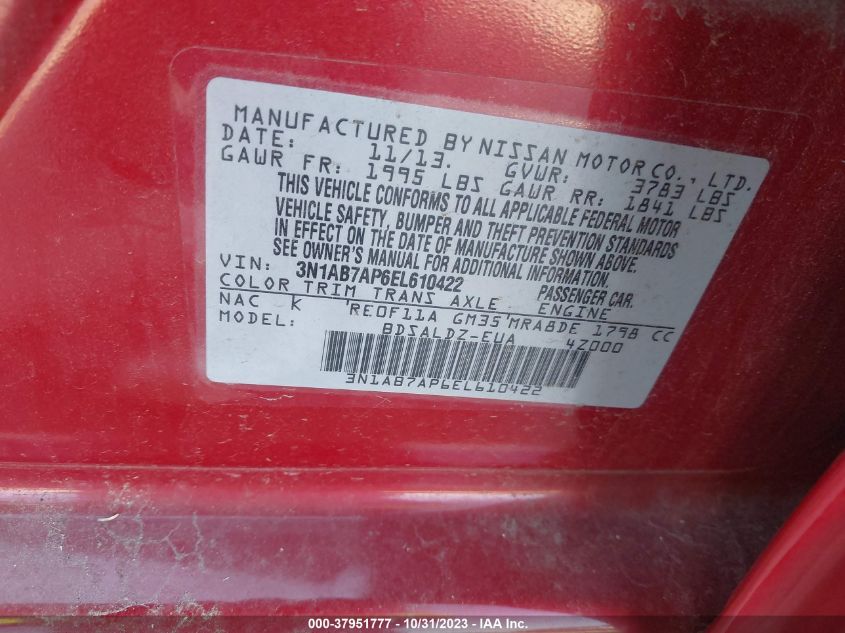 MANUFACTURED BY NISSAN MOTOR CO., LTD.
DATE: 11/13. GVWR: 3783 LBS
GAWR FR: 1995 LBS GAWR RR: 1841 LBS
THIS VEHICLE CONFORMS TO ALL APPLICABLE FEDERAL MOTOR
VEHICLE SAFETY, BUMPER AND THEFT PREVENTION STANDARDS
IN EFFECT ON THE DATE OF MANUFACTURE SHOWN ABOVE.
SEE OWNER'S MANUAL FOR ADDITIONAL INFORMATION.
VIN: 3N1AB7AP6EL610422 PASSENGER CAR.
COLOR TRIM TRANS AXLE ENGINE
NAC K RE0F11A GM35 MRA8DE 1798 CC
MODEL: BDSALDZ-EUA 4Z000
3N1AB7AP6EL610422
000-37951777 - 10/31/2023 - IAAI.com